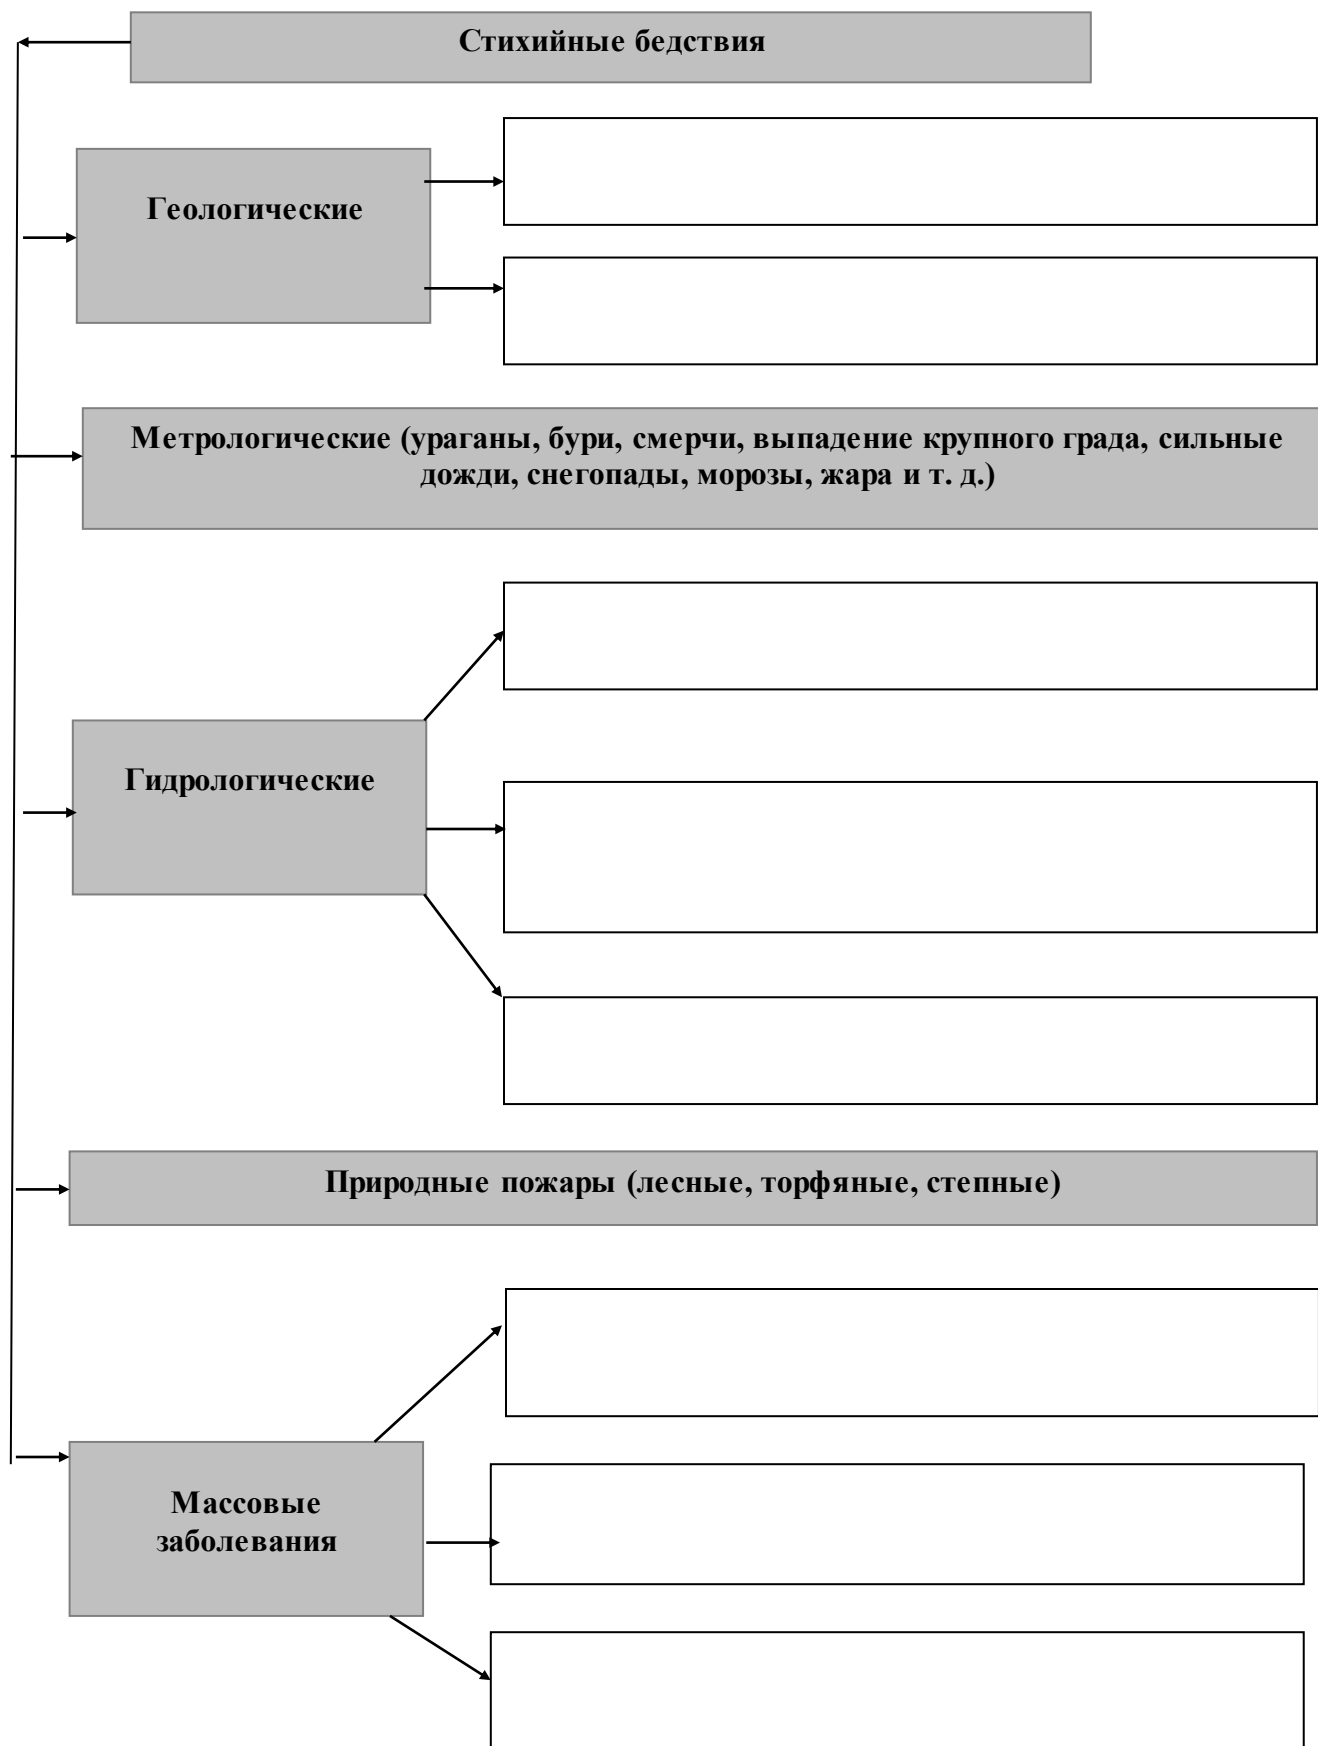 Стихийные бедствия
Геологические
Метрологические (ураганы, бури, смерчи, выпадение крупного града, сильные
дожди, снегопады, морозы, жара и т. д.)
Гидрологические
Природные пожары (лесные, торфяные, степные)
Массовые
заболевания